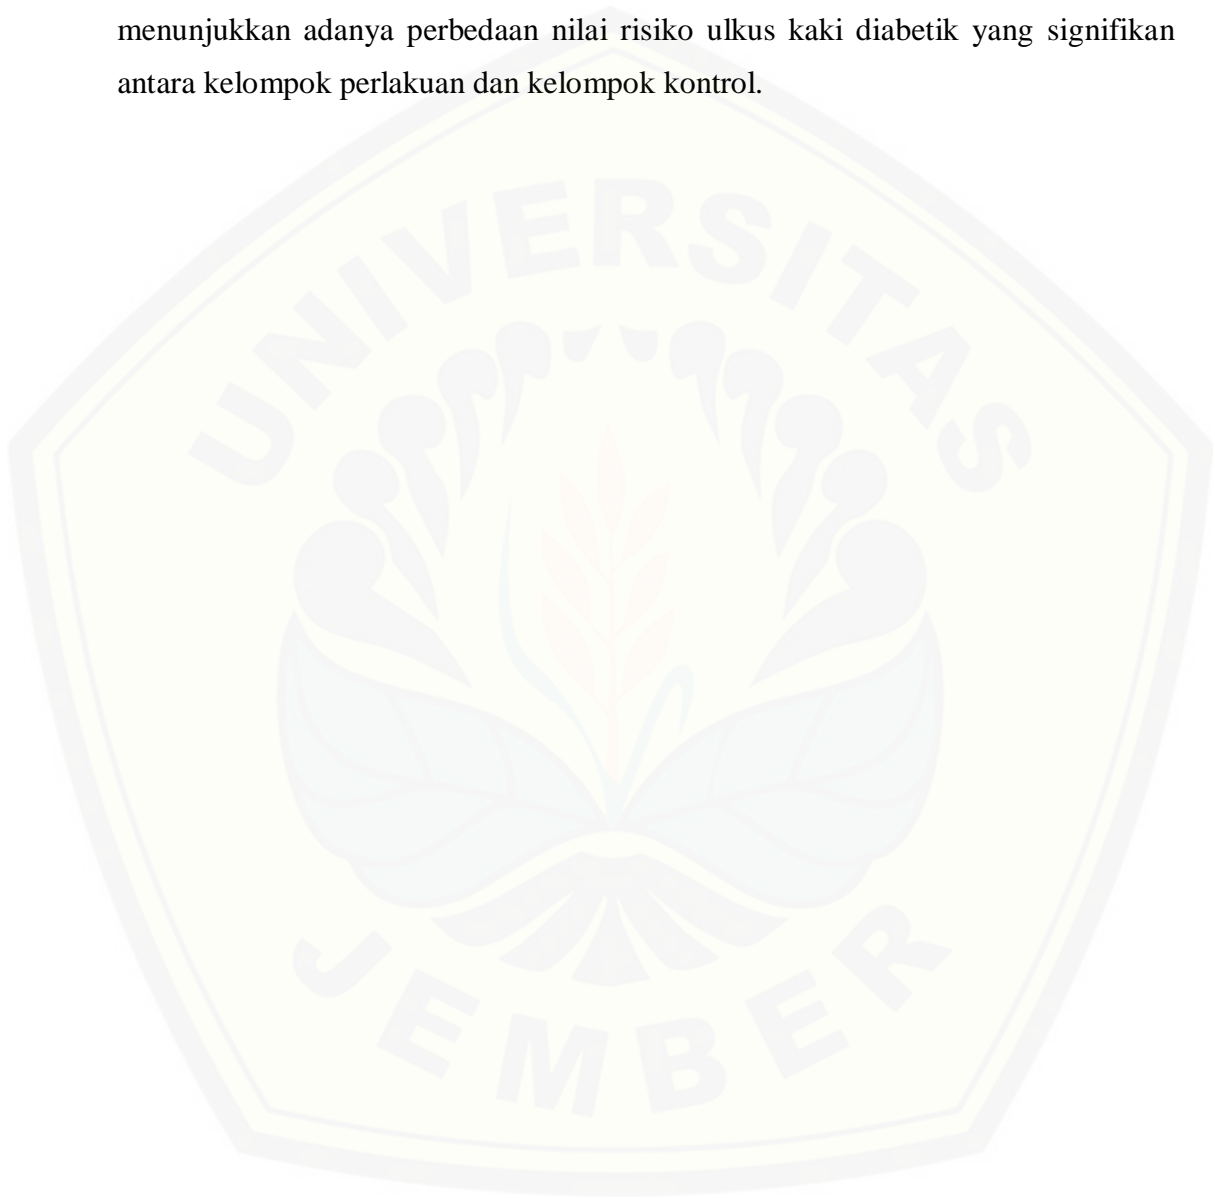 menunjukkan adanya perbedaan nilai risiko ulkus kaki diabetik yang signifikan
antara kelompok perlakuan dan kelompok kontrol.
UNIVERSITAS
JEMBER